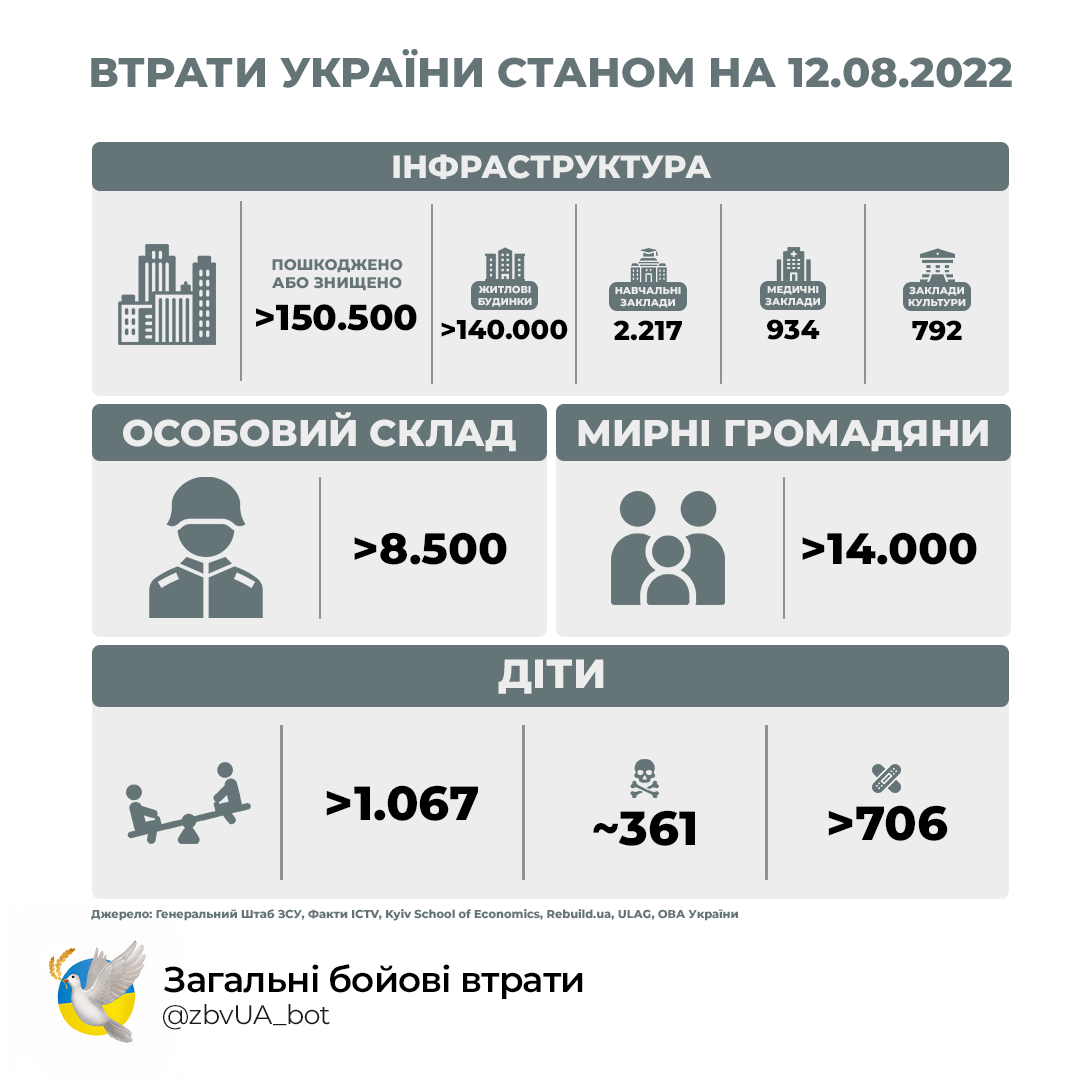 ВТРАТИ УКРАЇНИ СТАНОМ НА 12.08.2022
ІНФРАСТРУКТУРА
ПОШКОДЖЕНО
АБО ЗНИЩЕНО
>150.500
ЖИТЛОВІ
БУДИНКИ
>140.000
НАВЧАЛЬНІ
ЗАКЛАДИ
2.217
МЕДИЧНІ
ЗАКЛАДИ
934
ЗАКЛАДИ
КУЛЬТУРИ
792
ОСОБОВИЙ СКЛАД
>8.500
МИРНІ ГРОМАДЯНИ
>14.000
ДІТИ
>1.067
~361
>706
Джерело: Генеральний Штаб ЗСУ, Факти ICTV, Kyiv School of Economics, Rebuild.ua, ULAG, ОВА України
Загальні бойові втрати
@zbvUA_bot